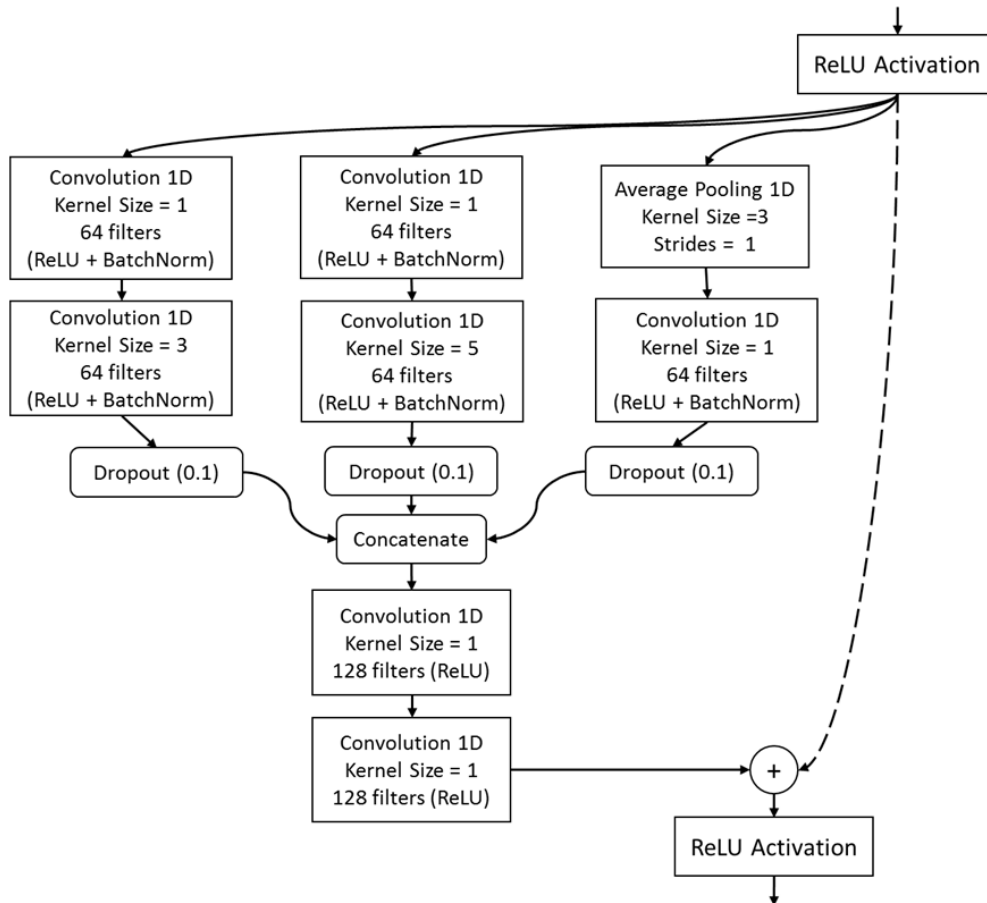 ReLU Activation
Convolution 1D
Kernel Size = 1
64 filters
(ReLU + BatchNorm)
Convolution 1D
Kernel Size = 1
64 filters
(ReLU + BatchNorm)
Average Pooling 1D
Kernel Size =3
Strides = 1
Convolution 1D
Kernel Size = 3
64 filters
(ReLU + BatchNorm)
Convolution 1D
Kernel Size = 5
64 filters
(ReLU + BatchNorm)
Convolution 1D
Kernel Size = 1
64 filters
(ReLU + BatchNorm)
Dropout (0.1)
Dropout (0.1)
Dropout (0.1)
Concatenate
Convolution 1D
Kernel Size = 1
128 filters (ReLU)
Convolution 1D
Kernel Size = 1
128 filters (ReLU)
+
ReLU Activation